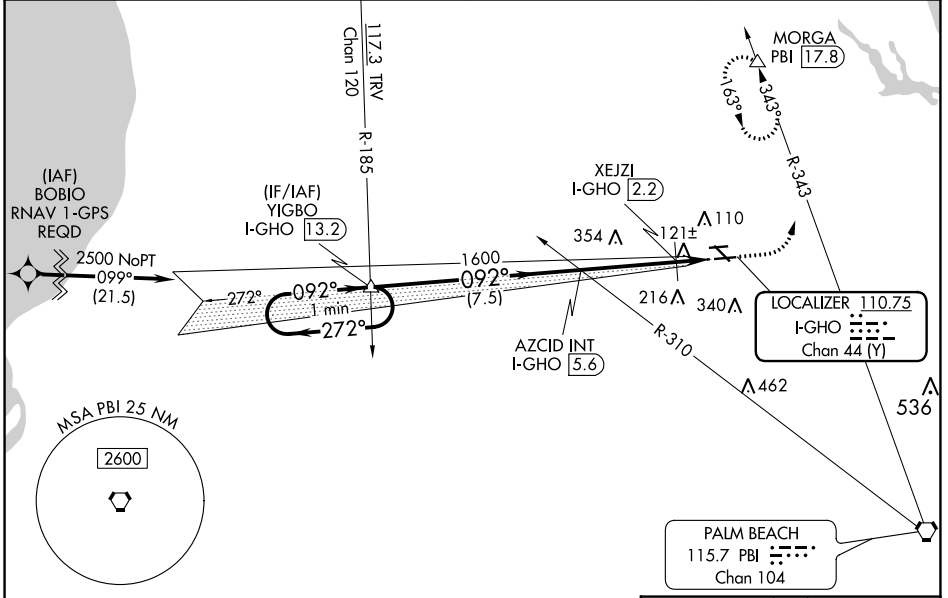 117.3 TRV
Chan 120
R-185
MORGA
PBI 17.8
163°
343°
R-343
(IAF)
BOBIO
RNAV 1-GPS
REQD
2500 NoPT
099°
(21.5)
(IF/IAF)
YIGBO
I-GHO 13.2
XEJZI
I-GHO 2.2
354
121±
110
1600
272°
092°
1 min
272°
092°
(7.5)
216
340
AZCID INT
I-GHO 5.6
R-310
LOCALIZER 110.75
I-GHO
Chan 44 (Y)
462
536
MSA PBI 25 NM
2600
PALM BEACH
115.7 PBI
Chan 104